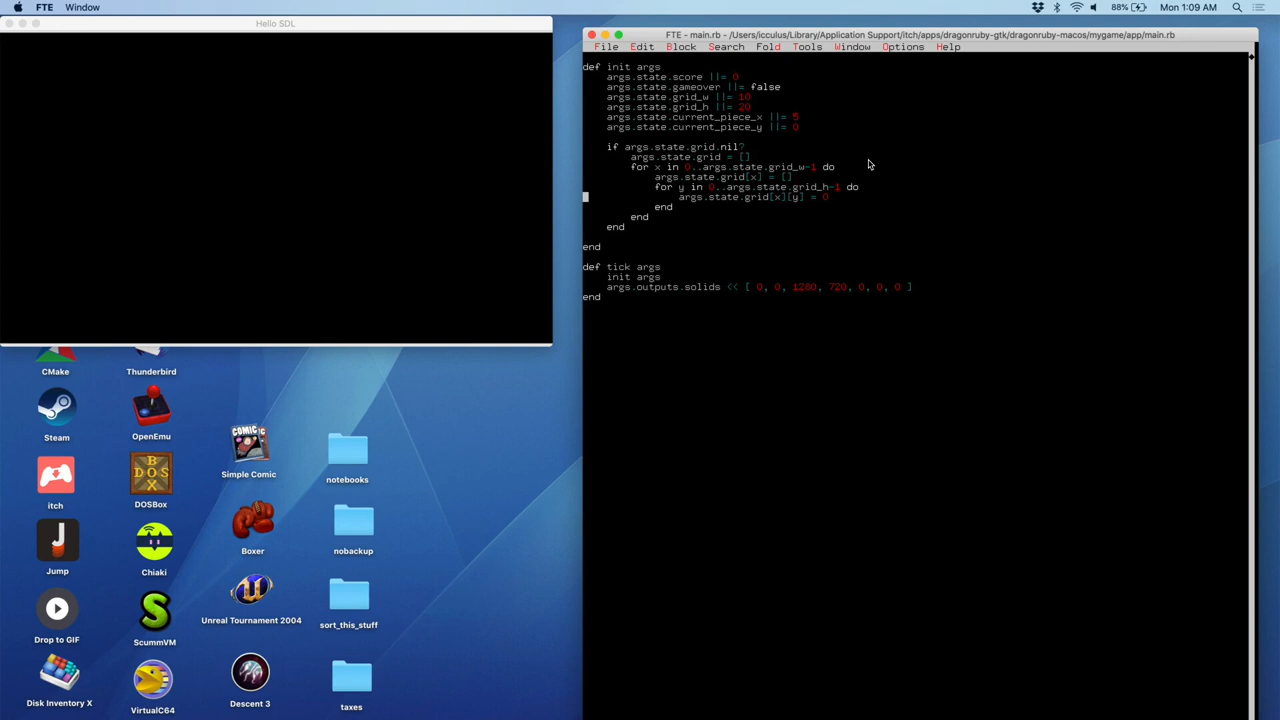 FTE Window
88% Mon 1:09 AM
Hello SDL
FTE - main.rb - /Users/icculus/Library/Application Support/itch/apps/dragonruby-gtk/dragonruby-macos/mygame/app/main.rb
File Edit Block Search Fold Tools Window Options Help
def init args
args.state.score ||= 0
args.state.gameover ||= false
args.state.grid_w ||= 10
args.state.grid_h ||= 20
args.state.current_piece_x ||= 5
args.state.current_piece_y ||= 0
if args.state.grid.nil?
args.state.grid = []
for x in 0..args.state.grid_w-1 do
args.state.grid[x] = []
for y in 0..args.state.grid_h-1 do
args.state.grid[x][y] = 0
end
end
end
end
def tick args
init args
args.outputs.solids << [ 0, 0, 1280, 720, 0, 0, 0 ]
end
CMake
Thunderbird
Steam
OpenEmu
COMIC
Simple Comic
notebooks
itch
DOS
BOX
DOSBox
Boxer
nobackup
Jump
Chiaki
Unreal Tournament 2004
sort_this_stuff
Drop to GIF
ScummVM
Disk Inventory X
VirtualC64
Descent 3
taxes